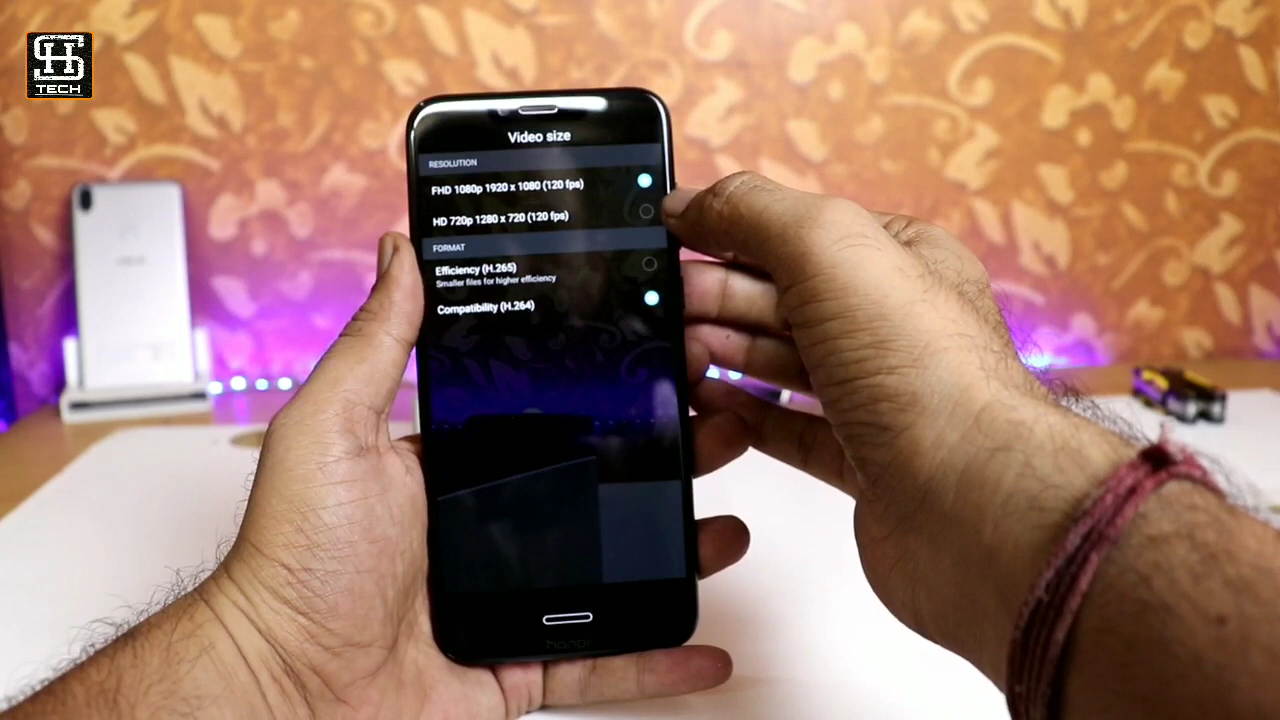 SH
TECH
Video size
RESOLUTION
FHD 1080p 1920 x 1080 (120 fps)
HD 720p 1280 x 720 (120 fps)
FORMAT
Efficiency (H.265)
Smaller files for higher efficiency
Compatibility (H.264)
honor